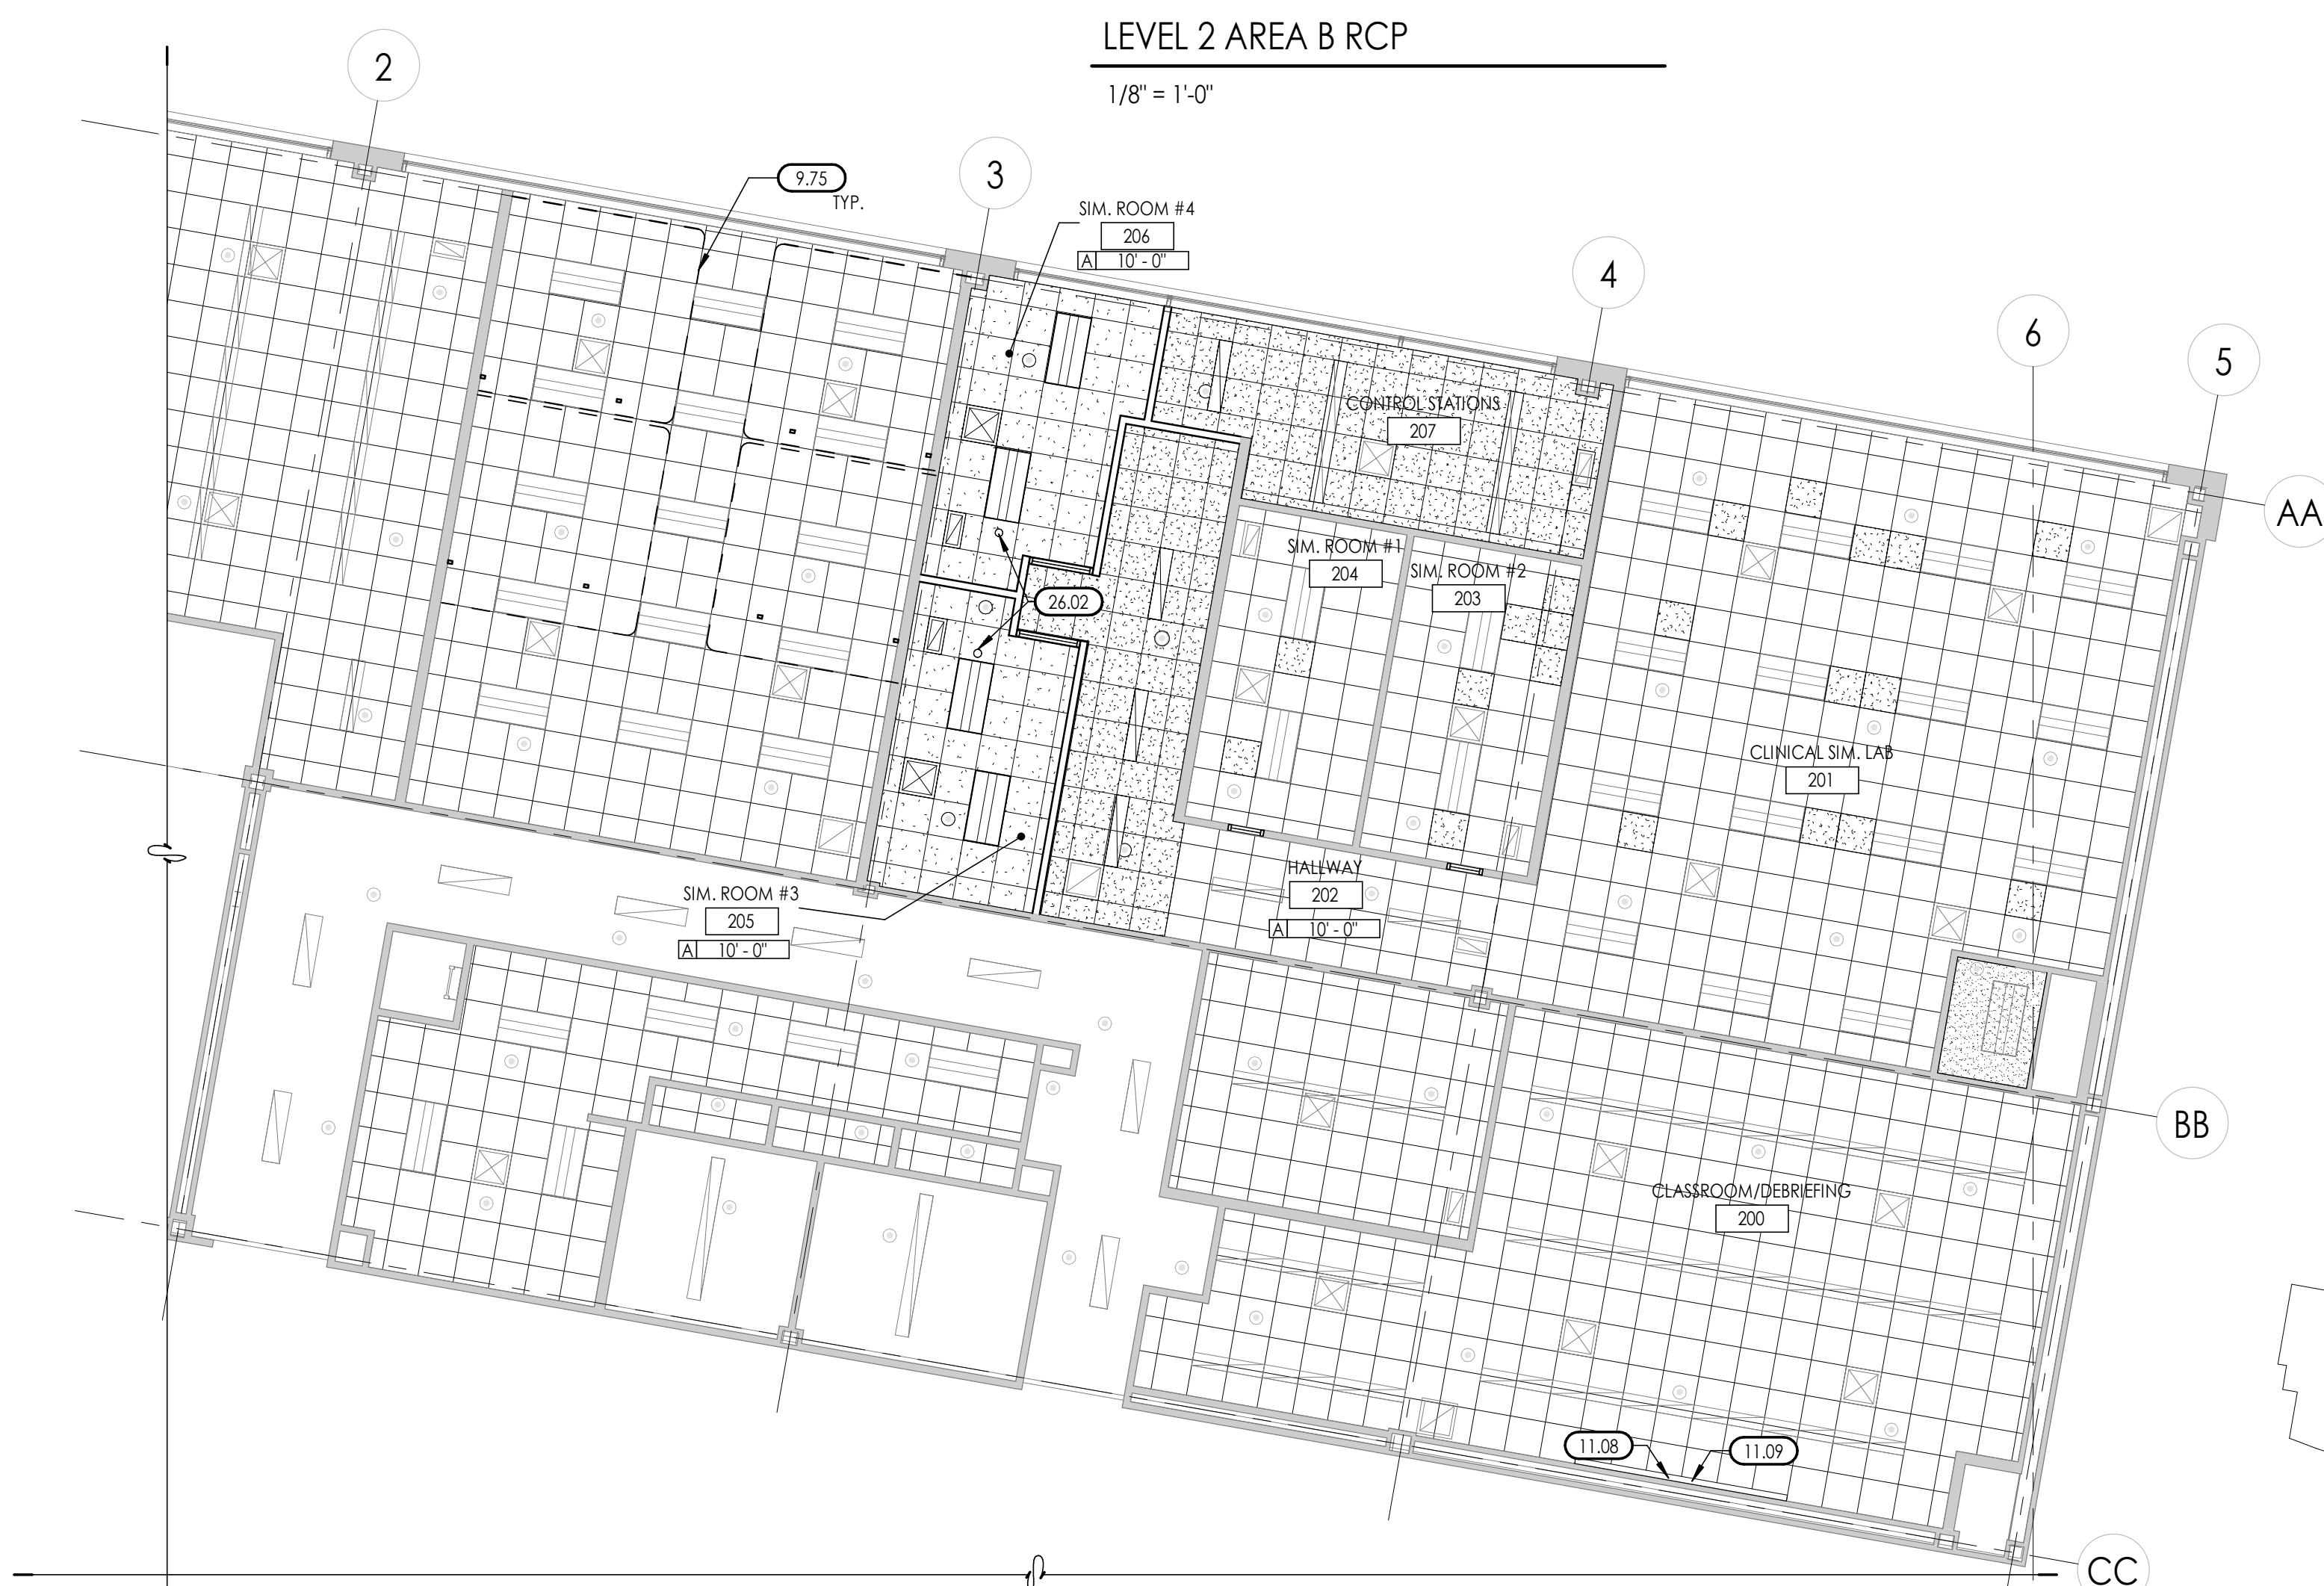 LEVEL 2 AREA B RCP
1/8" = 1'-0"
2
3
4
6
5
AA
BB
CC
9.75
TYP.
SIM. ROOM #4
206
A 10' - 0"
CONTROL STATIONS
207
SIM. ROOM #1
204
SIM. ROOM #2
203
26.02
CLINICAL SIM. LAB
201
HALLWAY
202
A 10' - 0"
SIM. ROOM #3
205
A 10' - 0"
CLASSROOM/DEBRIEFING
200
11.08
11.09